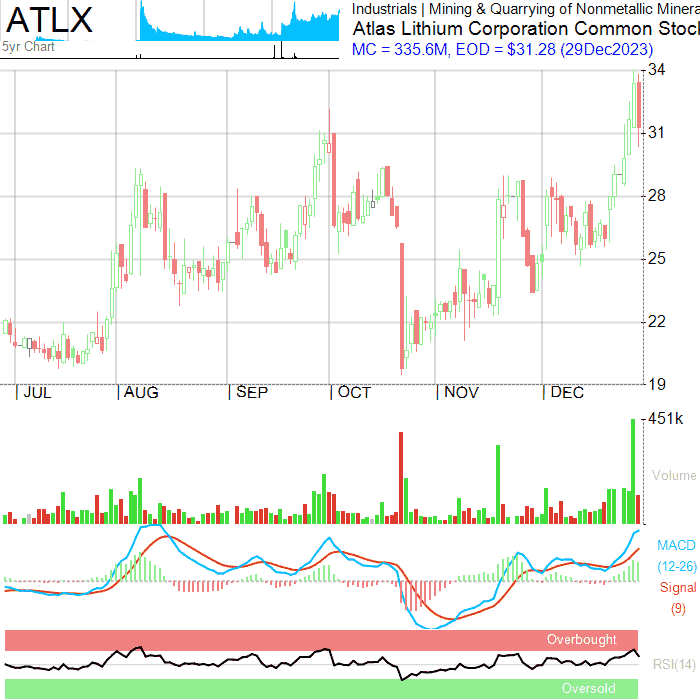 ATLX
5yr Chart
Industrials | Mining & Quarrying of Nonmetallic Minera
Atlas Lithium Corporation Common Stoc
MC = 335.6M, EOD = $31.28 (29Dec2023)
34
31
28
25
22
19
| JUL | AUG | SEP | OCT | NOV | DEC
451k
Volume
MACD
(12-26)
Signal
(9)
Overbought
RSI(14)
Oversold